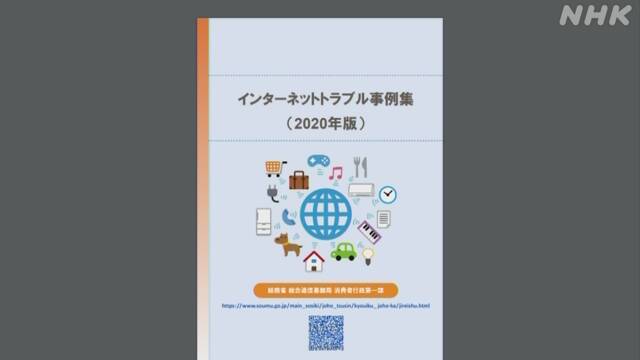 NHK
インターネットトラブル事例集
（2020年版）
総務省 総合通信基盤局 消費者行政第一課
https://www.soumu.go.jp/main_sosiki/joho_tsusin/kyouiku_joho-ka/jireishu.html